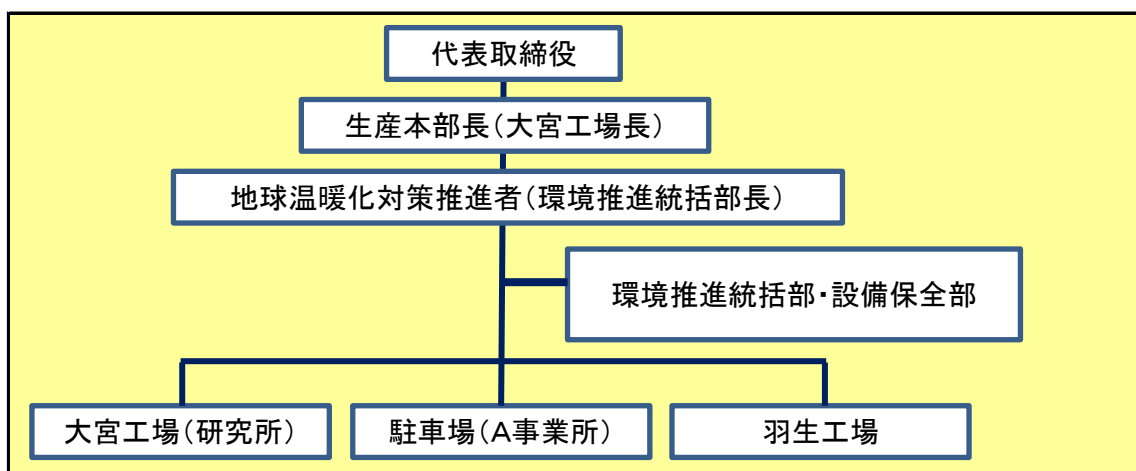 代表取締役
生産本部長(大宮工場長)
地球温暖化対策推進者(環境推進統括部長)
環境推進統括部・設備保全部
大宮工場(研究所)
駐車場(A事業所)
羽生工場